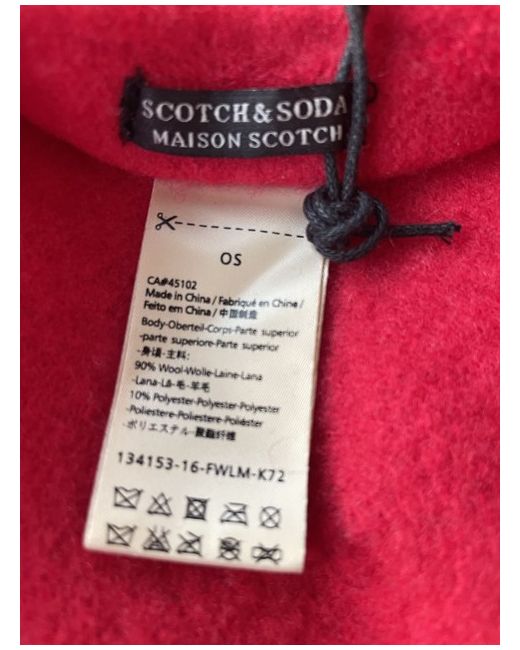 SCOTCH & SODA
MAISON SCOTCH
OS
CA#45102
Made in China / Fabriqué en Chine /
Feito em China / 中国制造
Body-Oberteil-Corps-Parte superior
-parte superiore-Parte superior
-身頃-主料:
90% Wool-Wolle-Laine-Lana
-Lana-Lã-毛-羊毛
10% Polyester-Polyester-Polyester
-Poliestere-Poliestere-Poliéster
-ポリエステル-聚酯纤维
134153-16-FWLM-K72